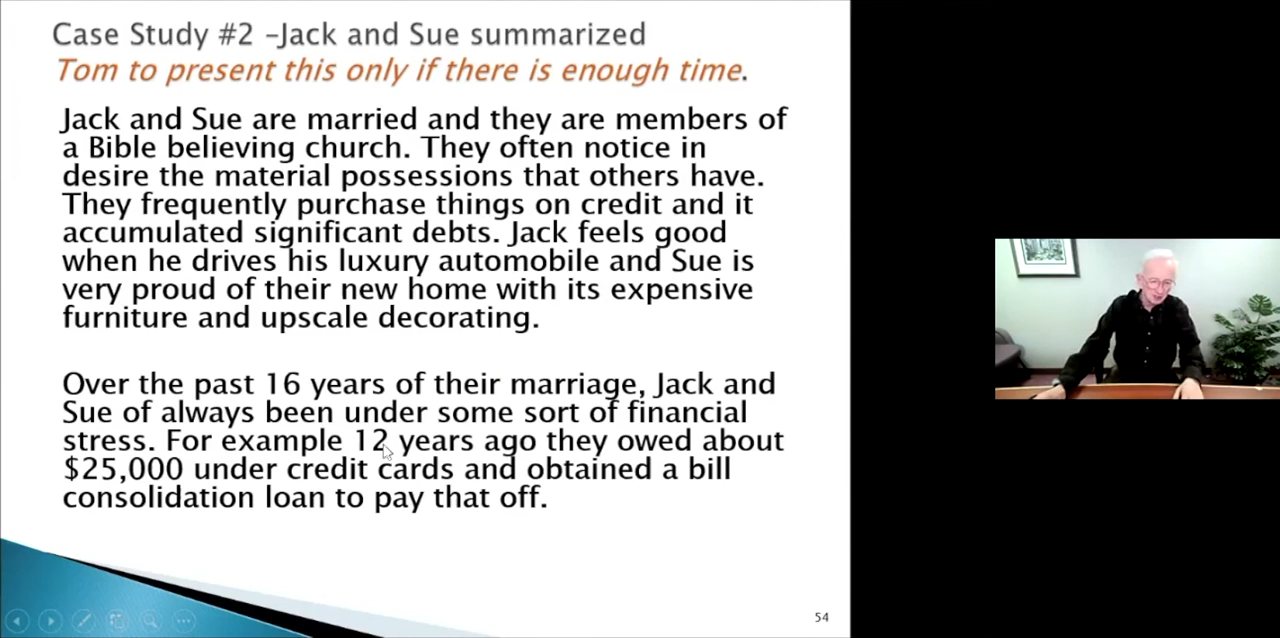 Case Study #2 –Jack and Sue summarized
Tom to present this only if there is enough time.
Jack and Sue are married and they are members of
a Bible believing church. They often notice in
desire the material possessions that others have.
They frequently purchase things on credit and it
accumulated significant debts. Jack feels good
when he drives his luxury automobile and Sue is
very proud of their new home with its expensive
furniture and upscale decorating.
Over the past 16 years of their marriage, Jack and
Sue of always been under some sort of financial
stress. For example 12 years ago they owed about
$25,000 under credit cards and obtained a bill
consolidation loan to pay that off.
54